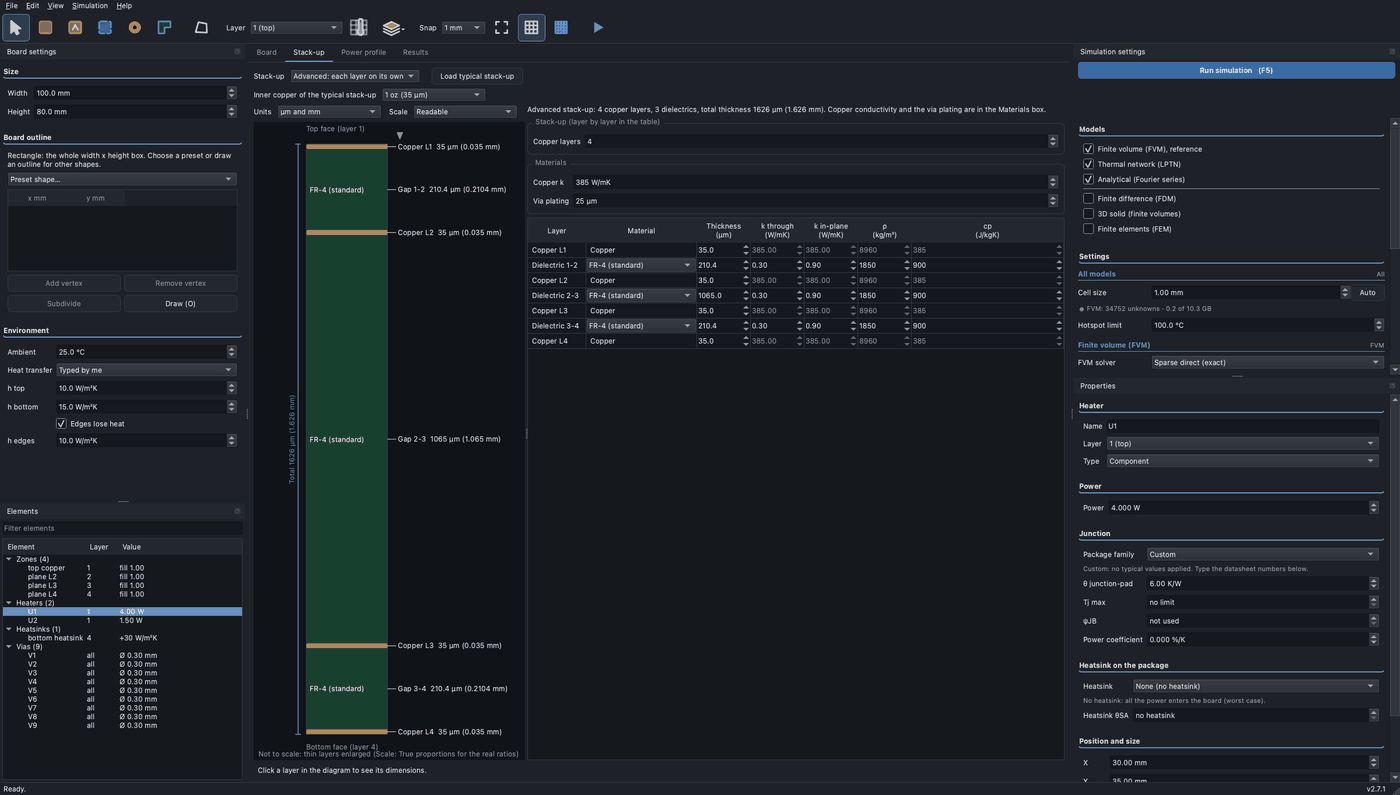 File Edit View Simulation Help
Layer 1 (top) Snap 1 mm
Board settings
Size
Width 100.0 mm
Height 80.0 mm
Board outline
Rectangle: the whole width x height box. Choose a preset or draw
an outline for other shapes.
Preset shape...
x mm y mm
Add vertex Remove vertex
Subdivide Draw (O)
Environment
Ambient 25.0 °C
Heat transfer Typed by me
h top 10.0 W/m²K
h bottom 15.0 W/m²K
Edges lose heat
h edges 10.0 W/m²K
Elements
Filter elements
Element Layer Value
Zones (4)
top copper 1 fill 1.00
plane L2 2 fill 1.00
plane L3 3 fill 1.00
plane L4 4 fill 1.00
Heaters (2)
U1 1 4.00 W
U2 1 1.50 W
Heatsinks (1)
bottom heatsink 4 +30 W/m²K
Vias (9)
V1 all Ø 0.30 mm
V2 all Ø 0.30 mm
V3 all Ø 0.30 mm
V4 all Ø 0.30 mm
V5 all Ø 0.30 mm
V6 all Ø 0.30 mm
V7 all Ø 0.30 mm
V8 all Ø 0.30 mm
V9 all Ø 0.30 mm
Board Stack-up Power profile Results
Stack-up Advanced: each layer on its own Load typical stack-up
Inner copper of the typical stack-up 1 oz (35 µm)
Units µm and mm Scale Readable
Top face (layer 1)
Copper L1 35 µm (0.035 mm)
FR-4 (standard) Gap 1-2 210.4 µm (0.2104 mm)
Copper L2 35 µm (0.035 mm)
Total 1626 µm (1.626 mm)
FR-4 (standard) Gap 2-3 1065 µm (1.065 mm)
Copper L3 35 µm (0.035 mm)
FR-4 (standard) Gap 3-4 210.4 µm (0.2104 mm)
Copper L4 35 µm (0.035 mm)
Bottom face (layer 4)
Not to scale: thin layers enlarged (Scale: True proportions for the real ratios)
Click a layer in the diagram to see its dimensions.
Advanced stack-up: 4 copper layers, 3 dielectrics, total thickness 1626 µm (1.626 mm). Copper conductivity and the via plating are in the Materials box.
Stack-up (layer by layer in the table)
Copper layers 4
Materials
Copper k 385 W/mK
Via plating 25 µm
Layer Material Thickness (µm) k through (W/mK) k in-plane (W/mK) ρ (kg/m³) cp (J/kgK)
Copper L1 Copper 35.0 385.00 385.00 8960 385
Dielectric 1-2 FR-4 (standard) 210.4 0.30 0.90 1850 900
Copper L2 Copper 35.0 385.00 385.00 8960 385
Dielectric 2-3 FR-4 (standard) 1065.0 0.30 0.90 1850 900
Copper L3 Copper 35.0 385.00 385.00 8960 385
Dielectric 3-4 FR-4 (standard) 210.4 0.30 0.90 1850 900
Copper L4 Copper 35.0 385.00 385.00 8960 385
Simulation settings
Run simulation (F5)
Models
Finite volume (FVM), reference
Thermal network (LPTN)
Analytical (Fourier series)
Finite difference (FDM)
3D solid (finite volumes)
Finite elements (FEM)
Settings
All models All
Cell size 1.00 mm Auto
FVM: 34752 unknowns · 0.2 of 10.3 GB
Hotspot limit 100.0 °C
Finite volume (FVM) FVM
FVM solver Sparse direct (exact)
Properties
Heater
Name U1
Layer 1 (top)
Type Component
Power
Power 4.000 W
Junction
Package family Custom
Custom: no typical values applied. Type the datasheet numbers below.
θ junction-pad 6.00 K/W
Tj max no limit
ψJB not used
Power coefficient 0.000 %/K
Heatsink on the package
Heatsink None (no heatsink)
No heatsink: all the power enters the board (worst case).
Heatsink θSA no heatsink
Position and size
X 30.00 mm
Y 35.00 mm
Ready. v2.7.1